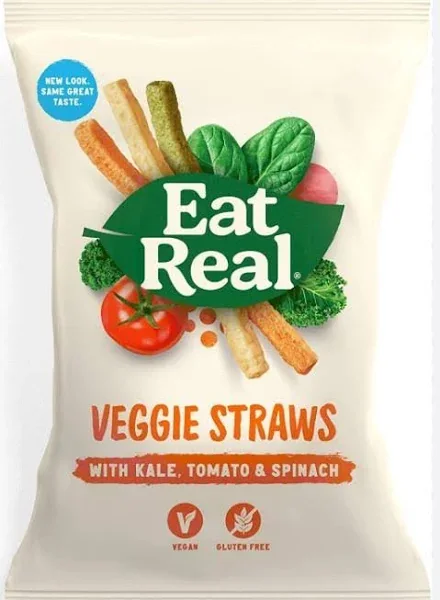 NEW LOOK.
SAME GREAT
TASTE.
Eat
Real®
VEGGIE STRAWS
WITH KALE, TOMATO & SPINACH
V
VEGAN
GLUTEN FREE